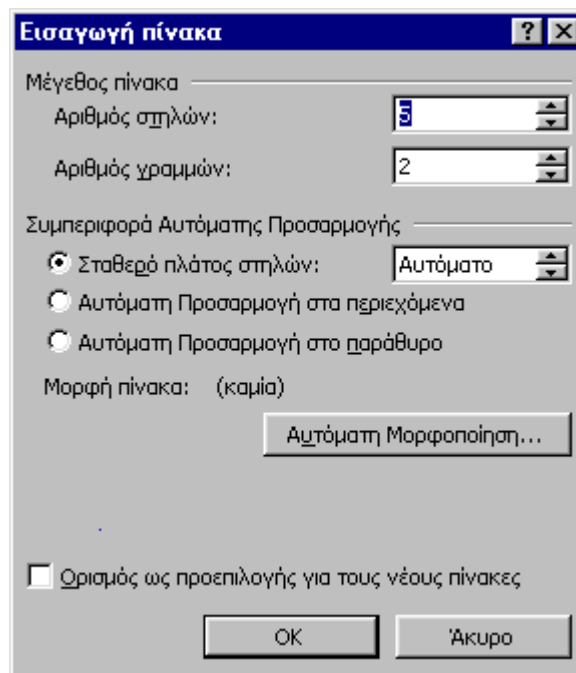 Εισαγωγή πίνακα
Μέγεθος πίνακα
Αριθμός στηλών: 5
Αριθμός γραμμών: 2
Συμπεριφορά Αυτόματης Προσαρμογής
Σταθερό πλάτος στηλών: Αυτόματο
Αυτόματη Προσαρμογή στα περιεχόμενα
Αυτόματη Προσαρμογή στο παράθυρο
Μορφή πίνακα: (καμία)
Αυτόματη Μορφοποίηση...
Ορισμός ως προεπιλογής για τους νέους πίνακες
OK Άκυρο